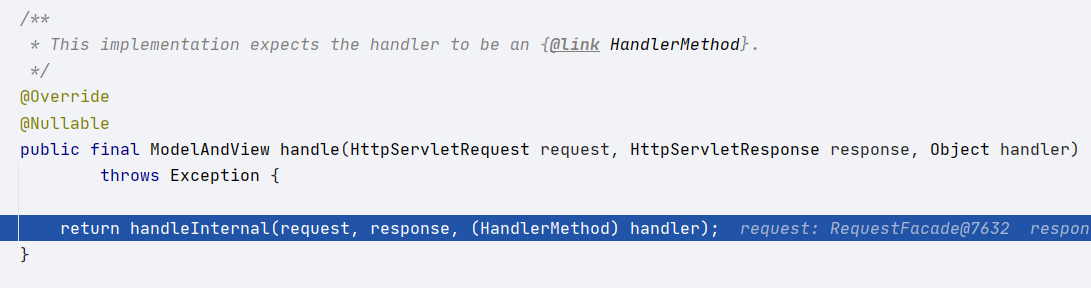 /**
 * This implementation expects the handler to be an {@link HandlerMethod}.
 */
@Override
@Nullable
public final ModelAndView handle(HttpServletRequest request, HttpServletResponse response, Object handler)
        throws Exception {
    return handleInternal(request, response, (HandlerMethod) handler);  request: RequestFacade@7632  respon
}